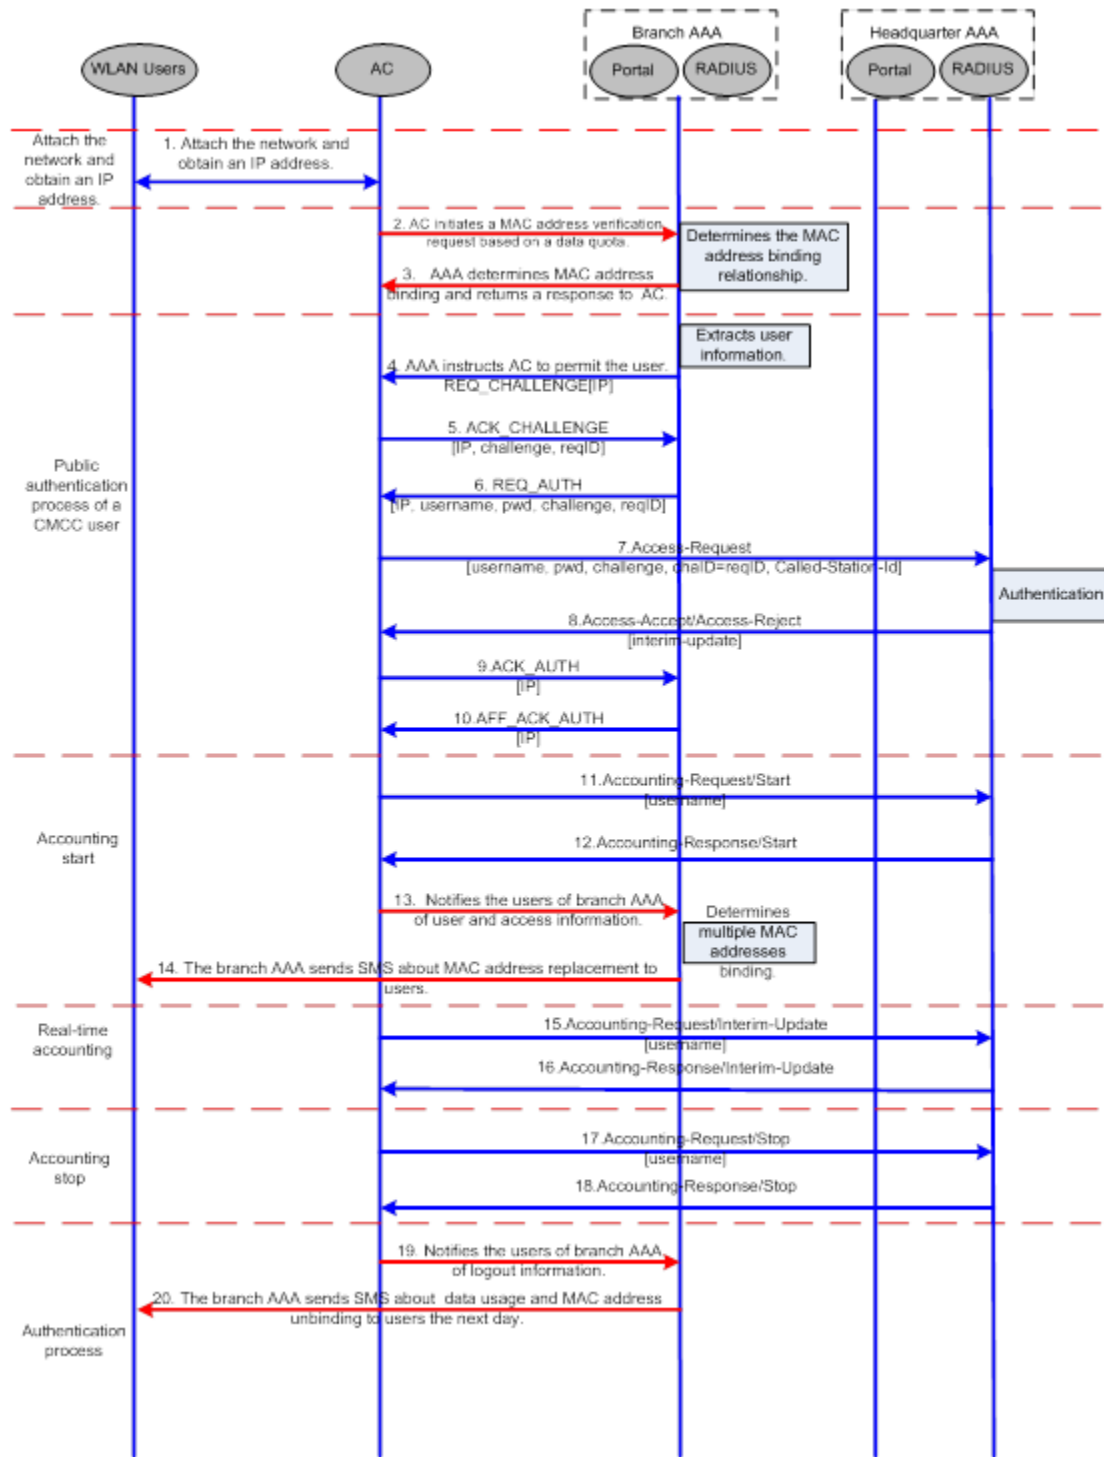 Branch AAA
Headquarter AAA
WLAN Users
AC
Portal
RADIUS
Portal
RADIUS
Attach the
network and
obtain an IP
address.
1. Attach the network and
obtain an IP address.
2. AC initiates a MAC address verification
request based on a data quota.
Determines the MAC
address binding
relationship.
3. AAA determines MAC address
binding and returns a response to AC.
Extracts user
information.
4. AAA instructs AC to permit the user.
REQ_CHALLENGE[IP]
5. ACK_CHALLENGE
[IP, challenge, reqID]
Public
authentication
process of a
CMCC user
6. REQ_AUTH
[IP, username, pwd, challenge, reqID]
7.Access-Request
[username, pwd, challenge, chaID=reqID, Called-Station-Id]
Authentication
8.Access-Accept/Access-Reject
[interim-update]
9.ACK_AUTH
[IP]
10.AFF_ACK_AUTH
[IP]
11.Accounting-Request/Start
[username]
Accounting
start
12.Accounting-Response/Start
13. Notifies the users of branch AAA
of user and access information.
Determines
multiple MAC
addresses
binding.
14. The branch AAA sends SMS about MAC address replacement to
users.
Real-time
accounting
15.Accounting-Request/Interim-Update
[username]
16.Accounting-Response/Interim-Update
Accounting
stop
17.Accounting-Request/Stop
[username]
18.Accounting-Response/Stop
19. Notifies the users of branch AAA
of logout information.
20. The branch AAA sends SMS about data usage and MAC address
unbinding to users the next day.
Authentication
process